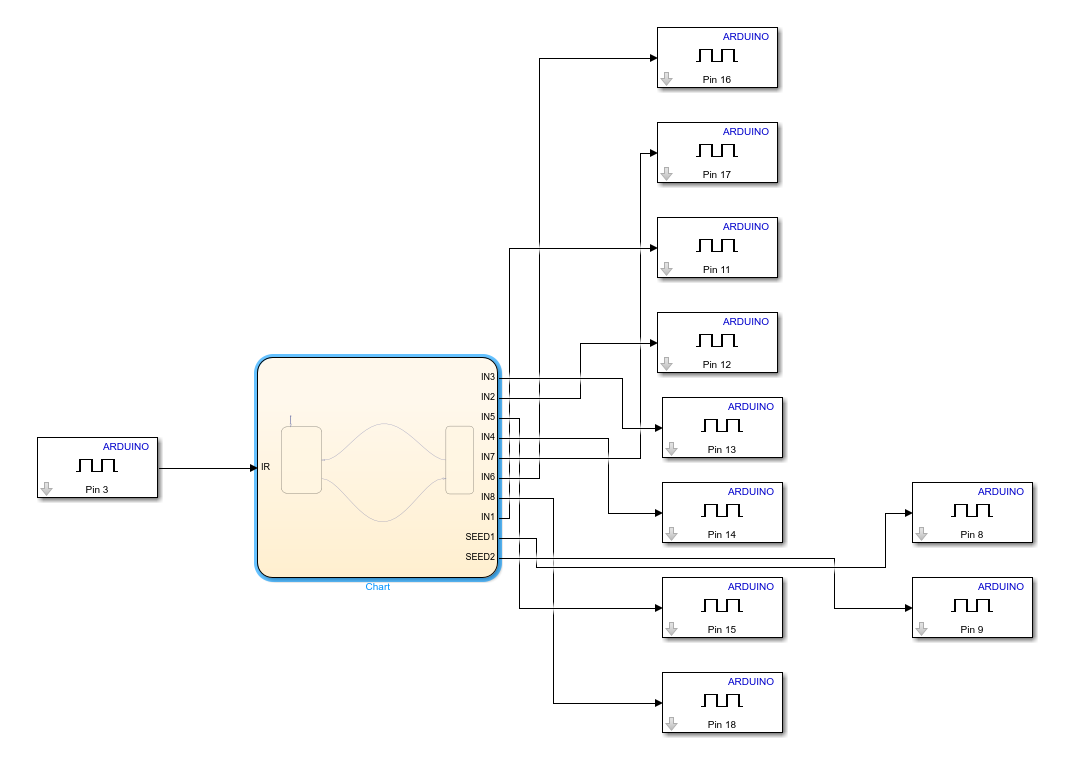 ARDUINO
Pin 16
ARDUINO
Pin 17
ARDUINO
Pin 11
ARDUINO
Pin 12
ARDUINO
Pin 13
ARDUINO
Pin 14
ARDUINO
Pin 15
ARDUINO
Pin 18
ARDUINO
Pin 8
ARDUINO
Pin 9
ARDUINO
Pin 3
IR
IN3
IN2
IN5
IN4
IN7
IN6
IN8
IN1
SEED1
SEED2
Chart